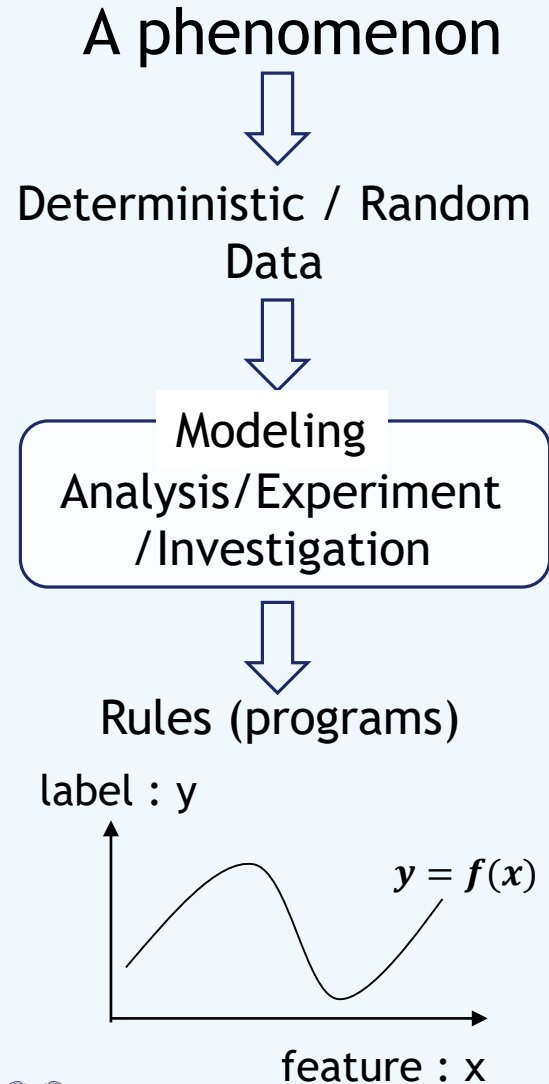 A phenomenon
Deterministic / Random
Data
Modeling
Analysis/Experiment
/Investigation
Rules (programs)
label : y
y = f(x)
feature : x